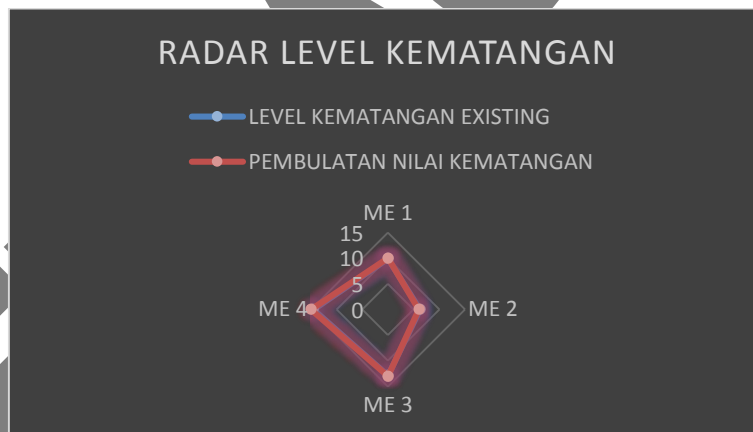 RADAR LEVEL KEMATANGAN
LEVEL KEMATANGAN EXISTING
PEMBULATAN NILAI KEMATANGAN
ME 1
15
10
5
0
ME 4
ME 2
ME 3